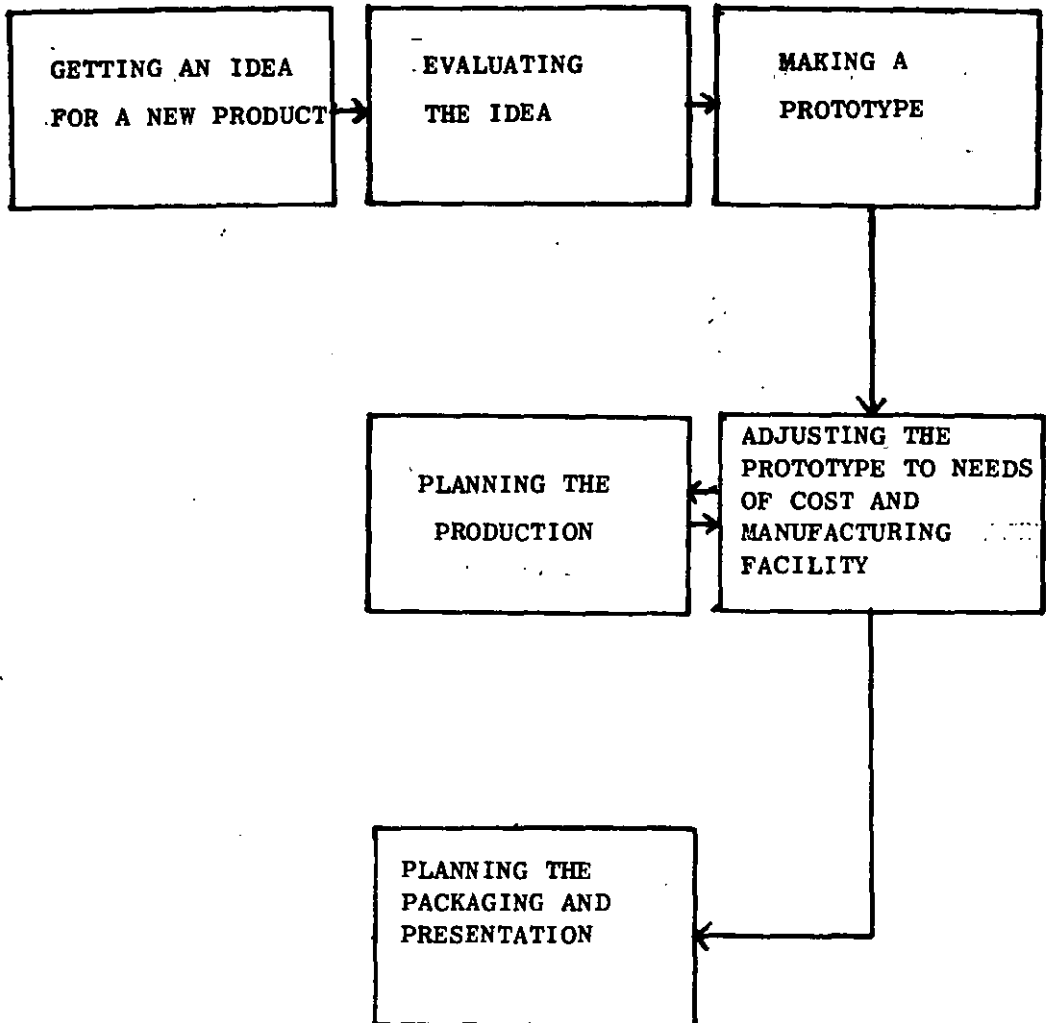 GETTING AN IDEA
FOR A NEW PRODUCT
EVALUATING
THE IDEA
MAKING A
PROTOTYPE
PLANNING THE
PRODUCTION
ADJUSTING THE
PROTOTYPE TO NEEDS
OF COST AND
MANUFACTURING
FACILITY
PLANNING THE
PACKAGING AND
PRESENTATION